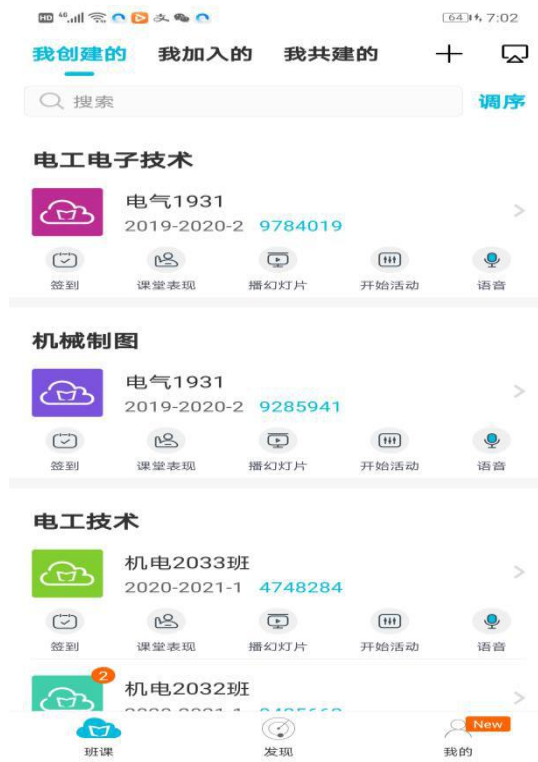 HD 4G 64 7:02
我创建的 我加入的 我共建的
搜索 调序
电工电子技术
电气1931
2019-2020-2 9784019
签到 课堂表现 播幻灯片 开始活动 语音
机械制图
电气1931
2019-2020-2 9285941
签到 课堂表现 播幻灯片 开始活动 语音
电工技术
机电2033班
2020-2021-1 4748284
签到 课堂表现 播幻灯片 开始活动 语音
2
机电2032班
New
班课 发现 我的